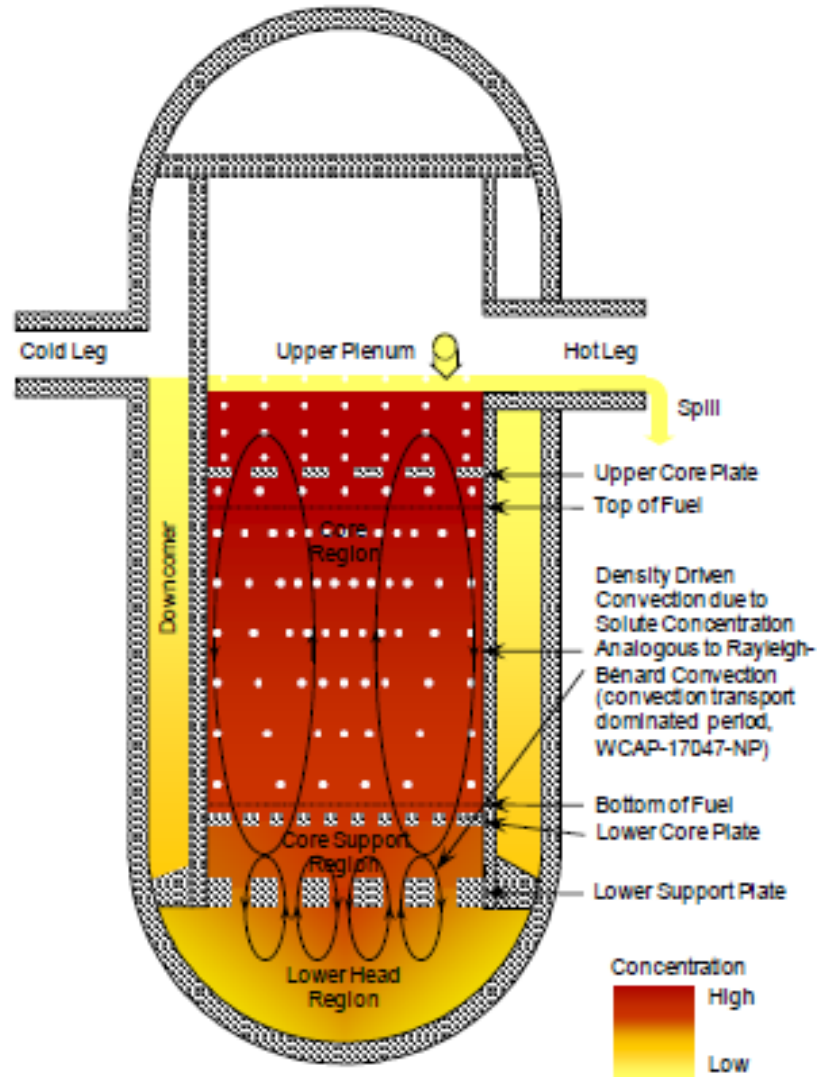 Cold Leg
Upper Plenum
Hot Leg
Spill
Upper Core Plate
Top of Fuel
Core
Region
Downcomer
Density Driven
Convection due to
Solute Concentration
Analogous to Rayleigh-
Bénard Convection
(convection transport
dominated period,
WCAP-17047-NP)
Bottom of Fuel
Lower Core Plate
Core Support
Region
Lower Support Plate
Lower Head
Region
Concentration
High
Low